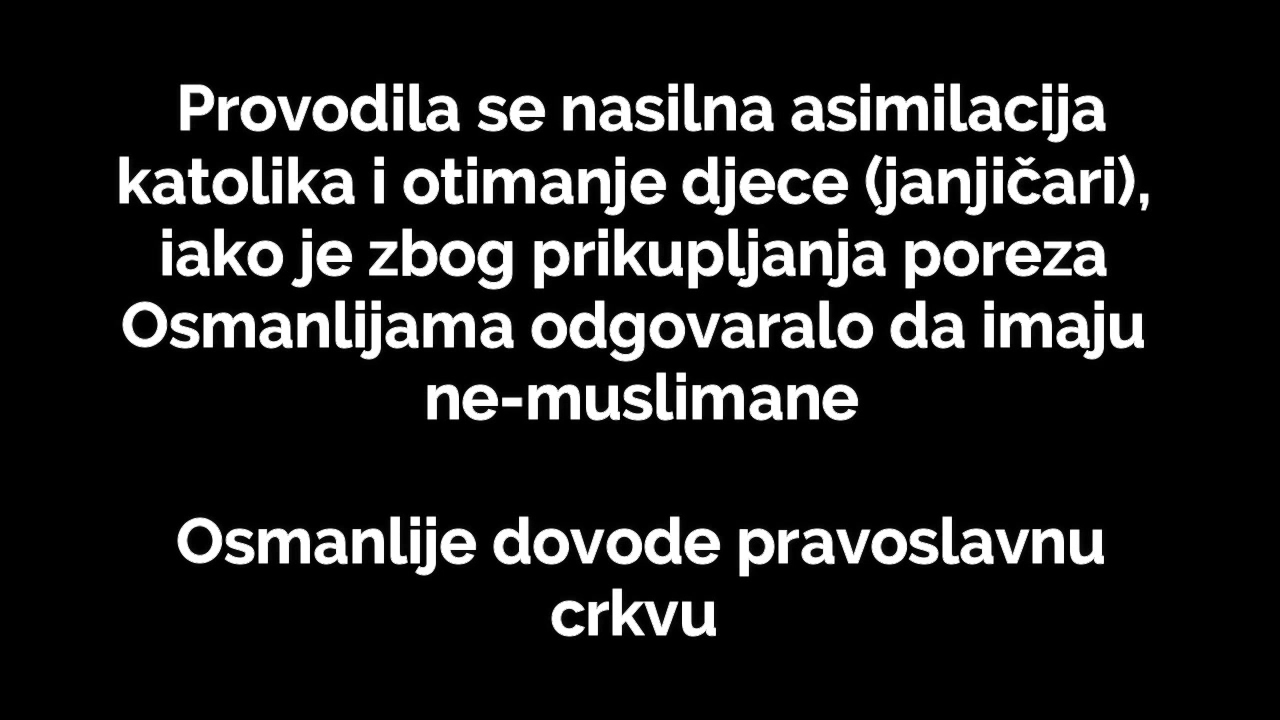 Provodila se nasilna asimilacija
katolika i otimanje djece (janjičari),
iako je zbog prikupljanja poreza
Osmanlijama odgovaralo da imaju
ne-muslimane
Osmanlije dovode pravoslavnu
crkvu